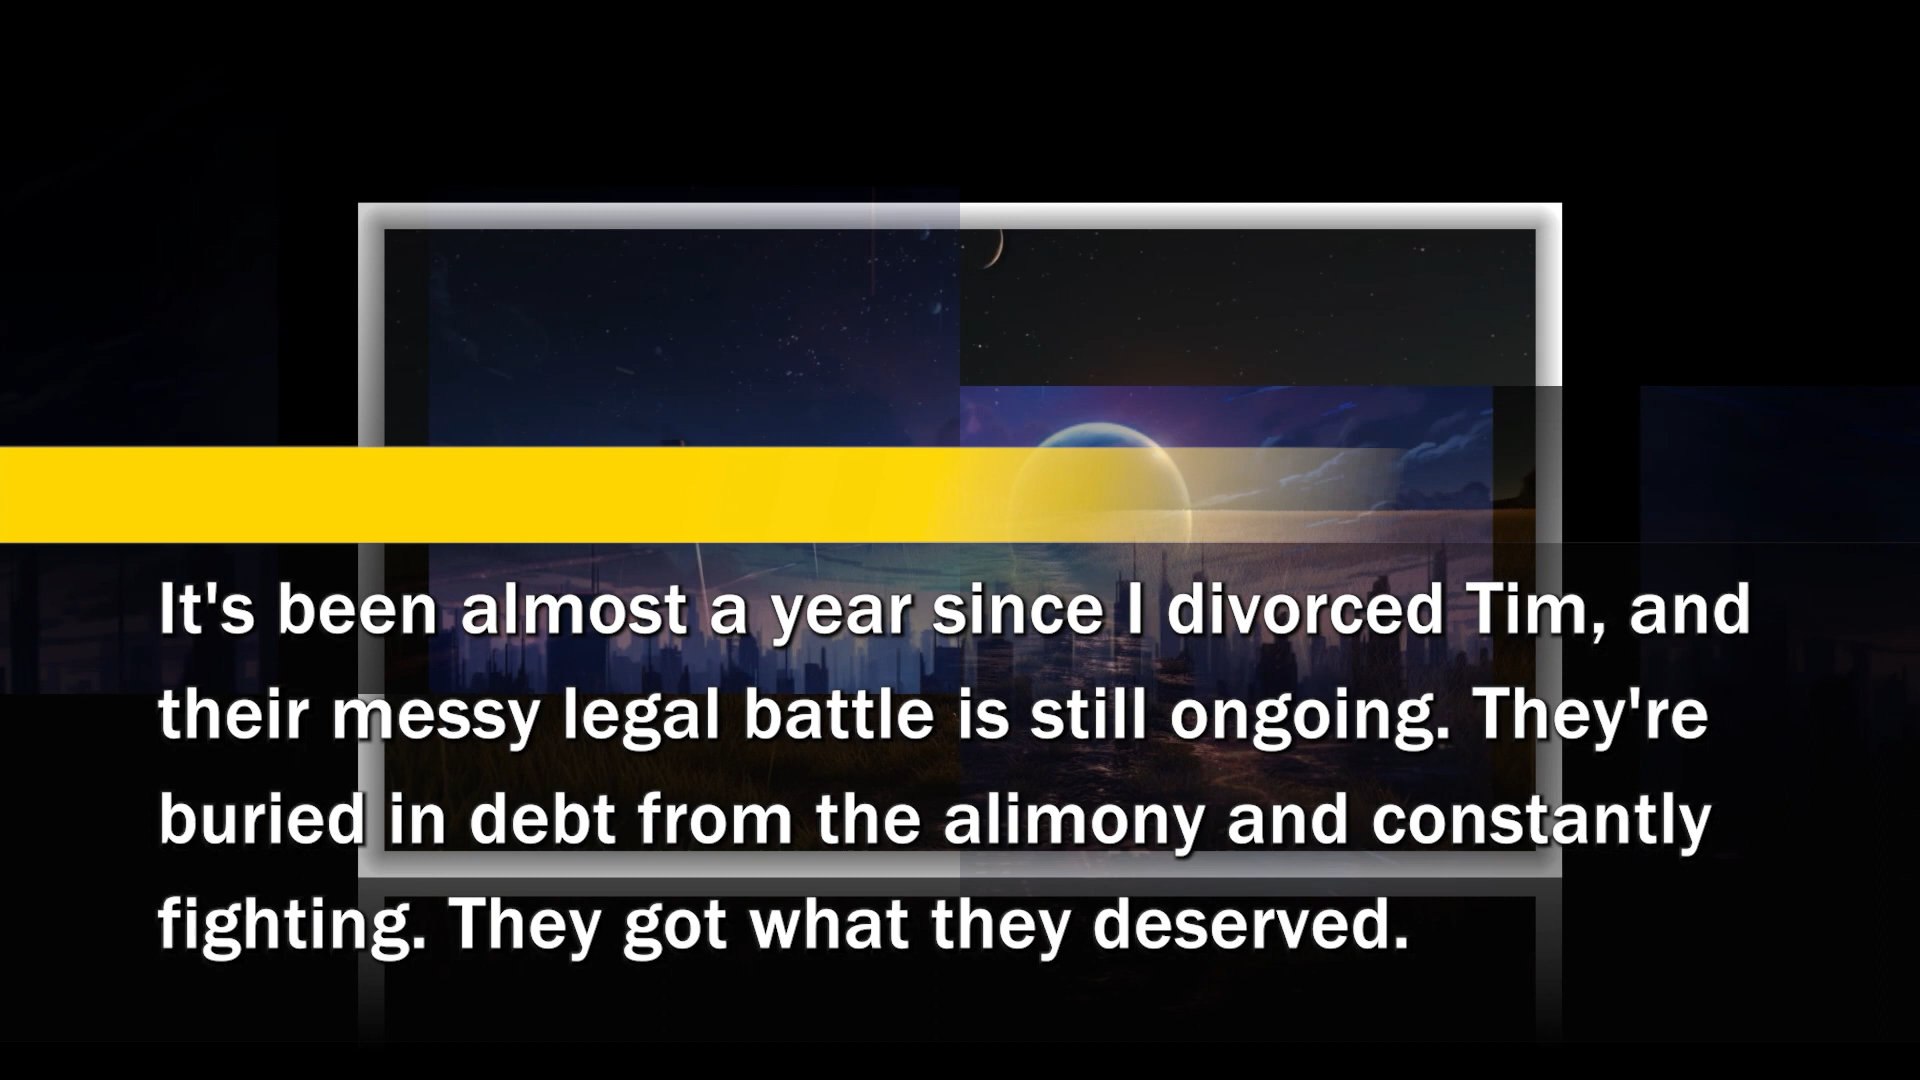 It's been almost a year since I divorced Tim, and
their messy legal battle is still ongoing. They're
buried in debt from the alimony and constantly
fighting. They got what they deserved.